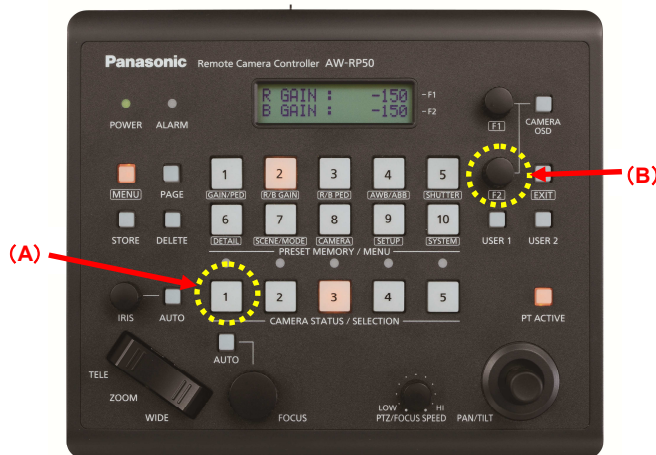 Panasonic Remote Camera Controller AW-RP50
R GAIN : -150 -F1
B GAIN : -150 -F2
POWER ALARM
F1 CAMERA OSD
MENU PAGE
1 2 3 4 5
GAIN/PED R/B GAIN R/B PED AWB/ABB SHUTTER
F2 EXIT
(B)
STORE DELETE
6 7 8 9 10
DETAIL SCENE/MODE CAMERA SETUP SYSTEM
PRESET MEMORY / MENU
USER 1 USER 2
(A)
1 2 3 4 5
IRIS AUTO
CAMERA STATUS / SELECTION
PT ACTIVE
AUTO
TELE
ZOOM
WIDE
FOCUS
LOW HI
PTZ/FOCUS SPEED
PAN/TILT